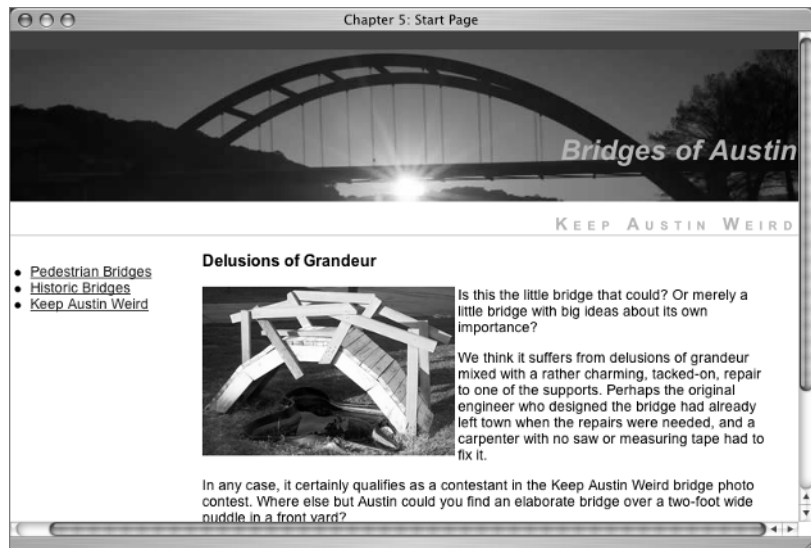 Chapter 5: Start Page
Bridges of Austin
Keep Austin Weird
Pedestrian Bridges
Historic Bridges
Keep Austin Weird
Delusions of Grandeur
Is this the little bridge that could? Or merely a
little bridge with big ideas about its own
importance?
We think it suffers from delusions of grandeur
mixed with a rather charming, tacked-on, repair
to one of the supports. Perhaps the original
engineer who designed the bridge had already
left town when the repairs were needed, and a
carpenter with no saw or measuring tape had to
fix it.
In any case, it certainly qualifies as a contestant in the Keep Austin Weird bridge photo
contest. Where else but Austin could you find an elaborate bridge over a two-foot wide
puddle in a front yard?